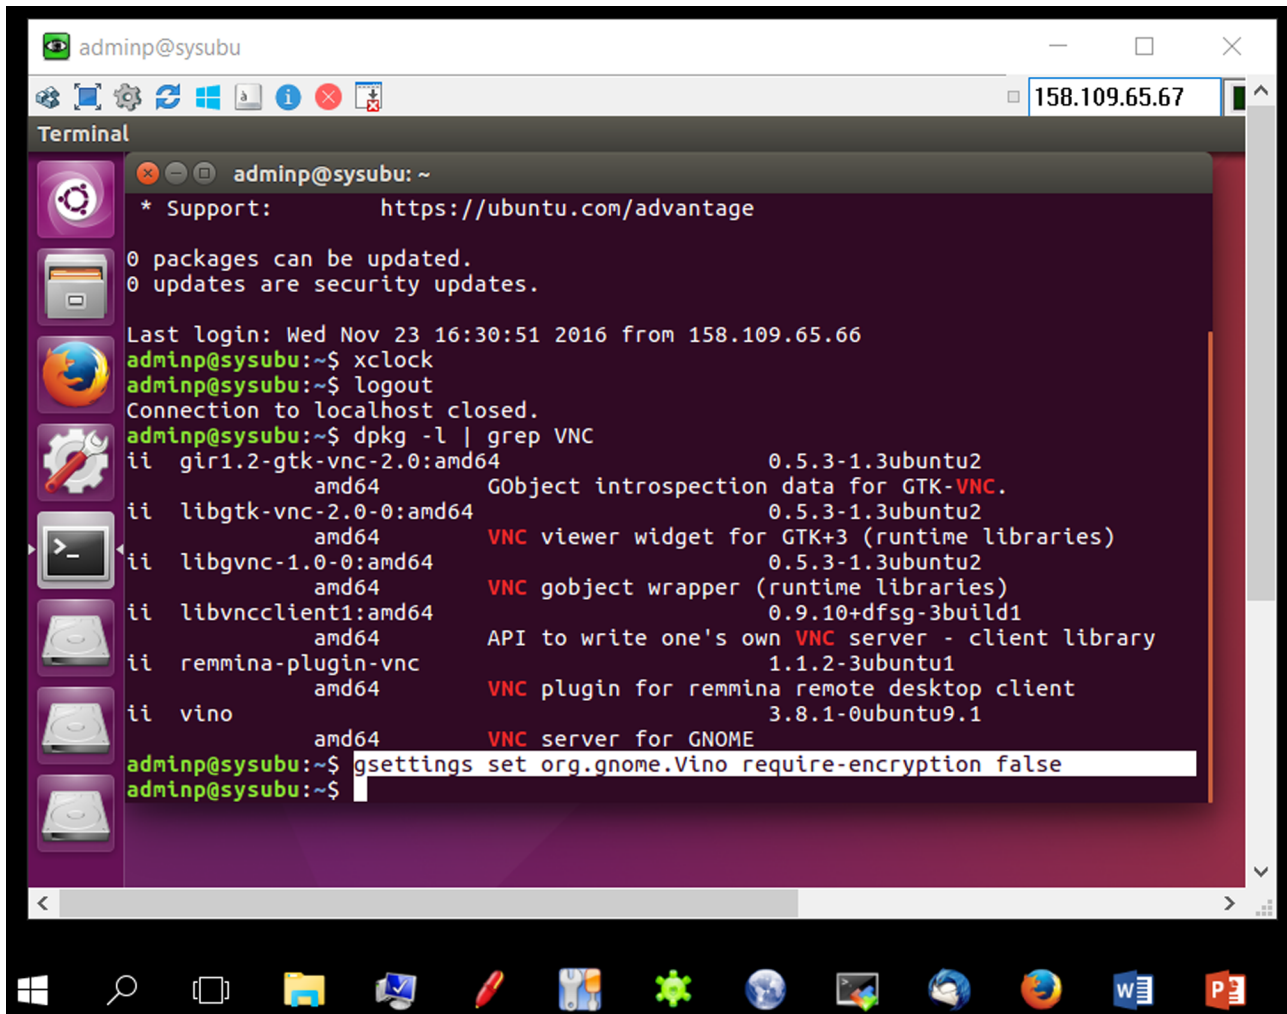 adminp@sysubu
158.109.65.67
Terminal
adminp@sysubu: ~
* Support:        https://ubuntu.com/advantage
0 packages can be updated.
0 updates are security updates.
Last login: Wed Nov 23 16:30:51 2016 from 158.109.65.66
adminp@sysubu:~$ xclock
adminp@sysubu:~$ logout
Connection to localhost closed.
adminp@sysubu:~$ dpkg -l | grep VNC
ii  gir1.2-gtk-vnc-2.0:amd64                    0.5.3-1.3ubuntu2
amd64        GObject introspection data for GTK-VNC.
ii  libgtk-vnc-2.0-0:amd64                      0.5.3-1.3ubuntu2
amd64        VNC viewer widget for GTK+3 (runtime libraries)
ii  libgvnc-1.0-0:amd64                         0.5.3-1.3ubuntu2
amd64        VNC gobject wrapper (runtime libraries)
ii  libvncclient1:amd64                         0.9.10+dfsg-3build1
amd64        API to write one's own VNC server - client library
ii  remmina-plugin-vnc                          1.1.2-3ubuntu1
amd64        VNC plugin for remmina remote desktop client
ii  vino                                        3.8.1-0ubuntu9.1
amd64        VNC server for GNOME
adminp@sysubu:~$ gsettings set org.gnome.Vino require-encryption false
adminp@sysubu:~$